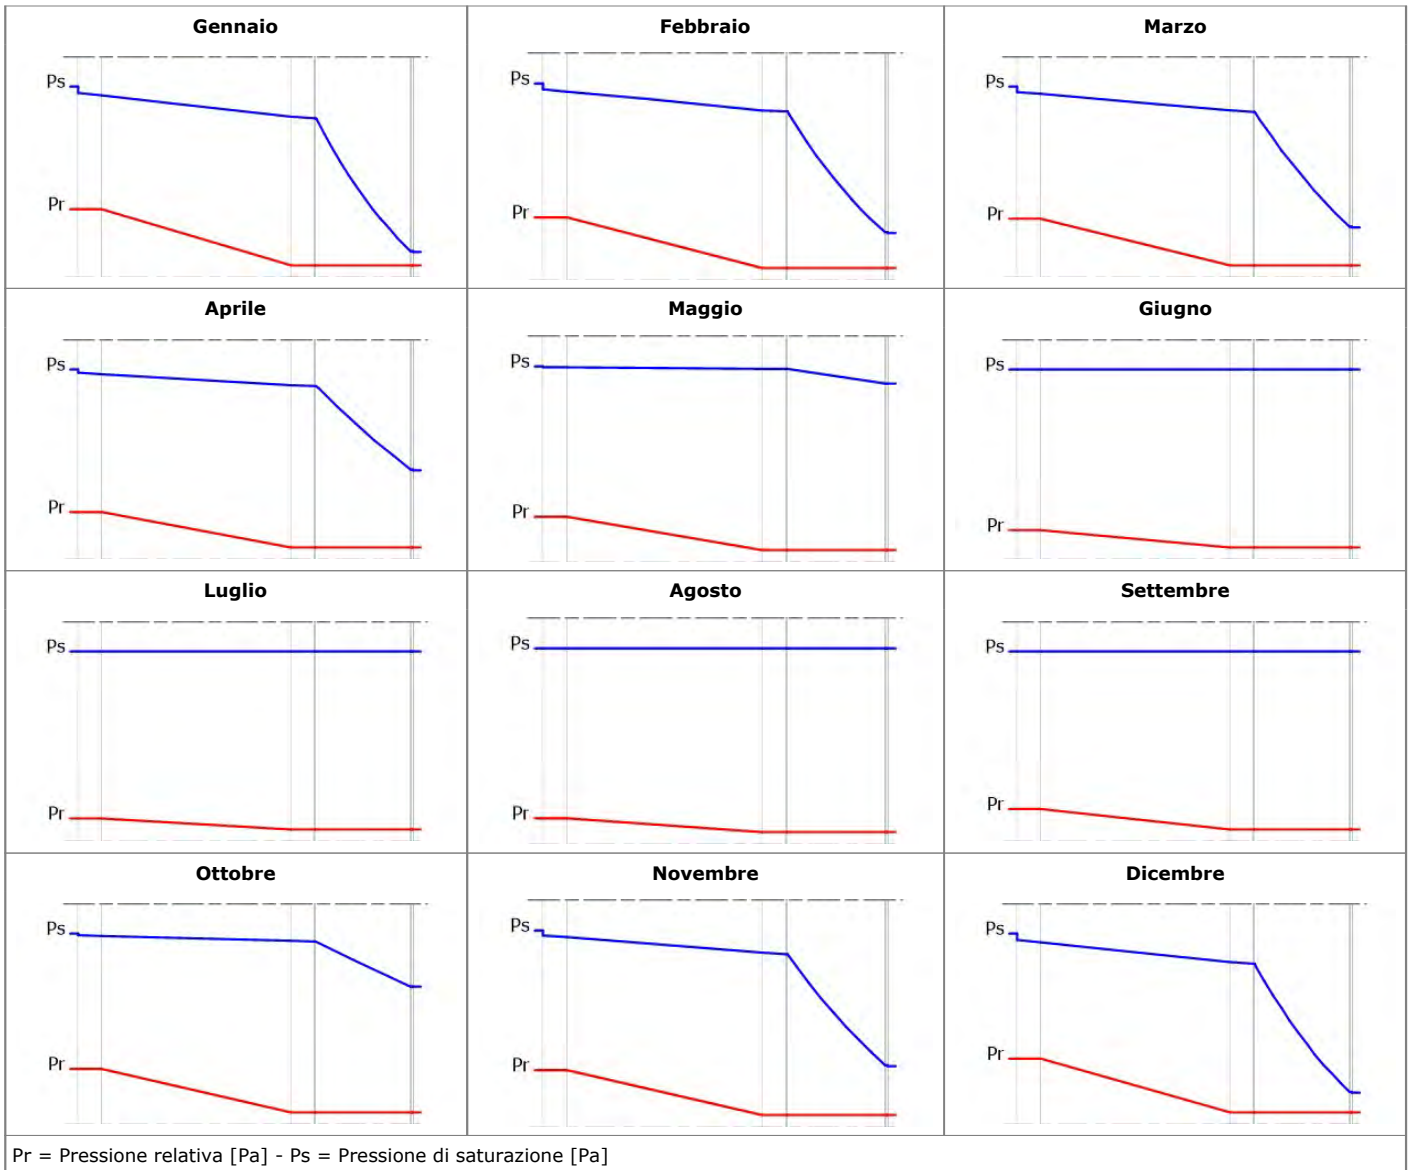 Gennaio
Febbraio
Marzo
Ps
Pr
Ps
Pr
Ps
Pr
Aprile
Maggio
Giugno
Ps
Pr
Ps
Pr
Ps
Pr
Luglio
Agosto
Settembre
Ps
Pr
Ps
Pr
Ps
Pr
Ottobre
Novembre
Dicembre
Ps
Pr
Ps
Pr
Ps
Pr
Pr = Pressione relativa [Pa] - Ps = Pressione di saturazione [Pa]